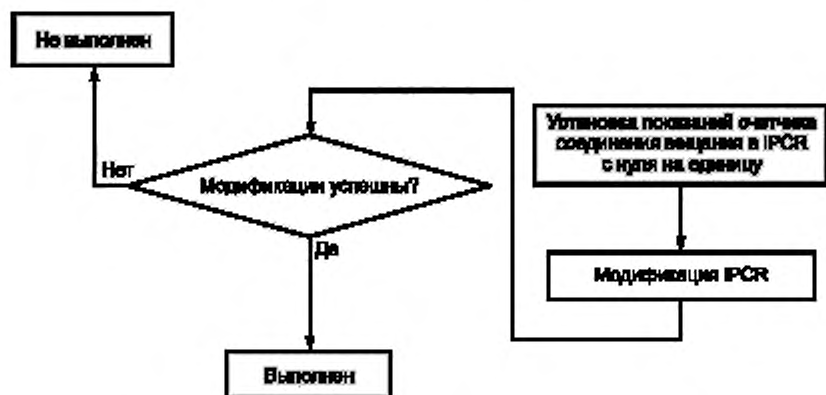 Не выполнен
Установка показаний счетчика
соединения вещания в IPCR
с нуля на единицу
Нет
Модификации успешны?
Да
Модификация IPCR
Выполнен